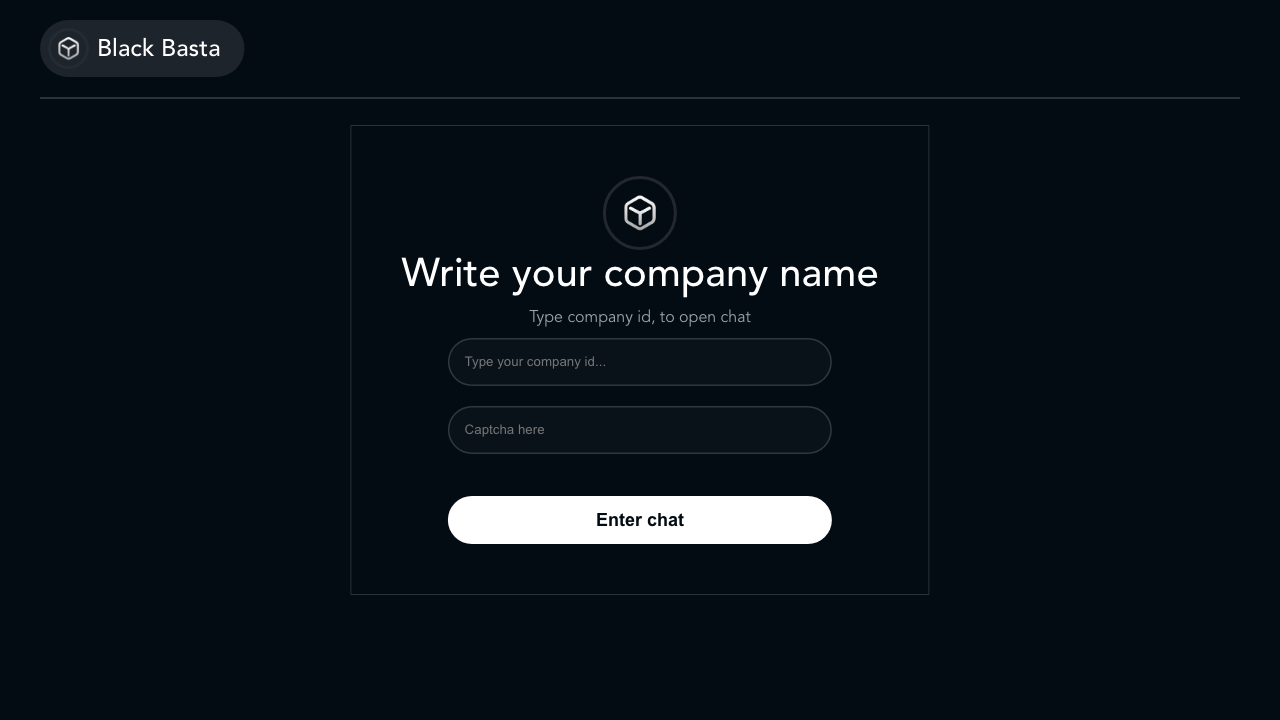 Black Basta
Write your company name
Type company id, to open chat
Type your company id...
Captcha here
Enter chat